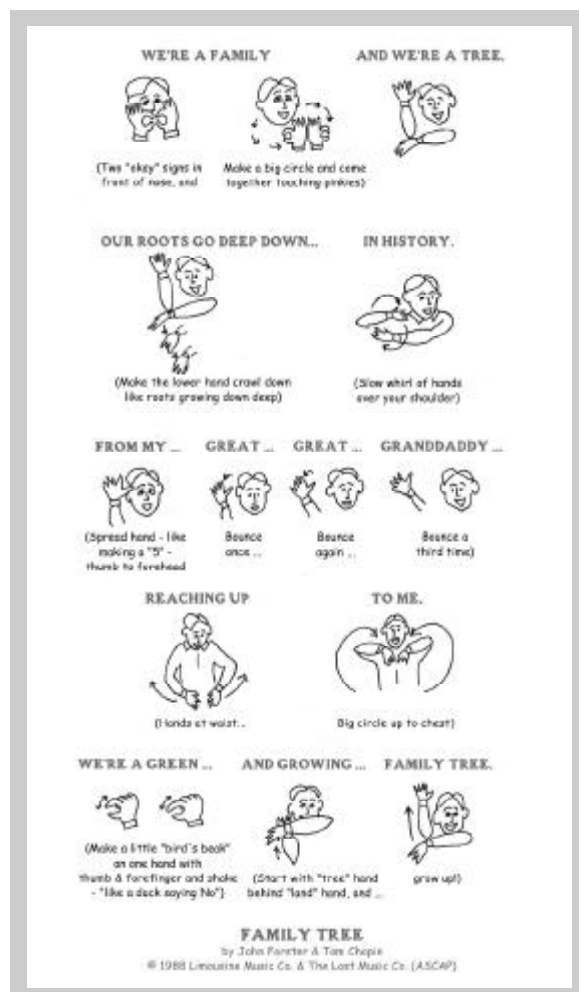 WE'RE A FAMILY AND WE'RE A TREE.
(Two "okay" signs in Make a big circle and come
front of nose, and together touching pinkies)
OUR ROOTS GO DEEP DOWN... IN HISTORY.
(Make the lower hand crawl down (Slow whirl of hands
like roots growing down deep) over your shoulder)
FROM MY ... GREAT ... GREAT ... GRANDDADDY ...
(Spread hand - like Bounce Bounce Bounce a
making a "5" - once ... again ... third time)
thumb to forehead
REACHING UP TO ME.
(Hands at waist... Big circle up to chest)
WE'RE A GREEN ... AND GROWING ... FAMILY TREE.
(Make a little "bird's beak"
on one hand with
thumb & forefinger and shake (Start with "tree" hand grow up!)
- "like a duck saying No") behind "land" hand, and ...
FAMILY TREE
by John Forster & Tom Chapin
© 1988 Limousine Music Co. & The Last Music Co. (ASCAP)